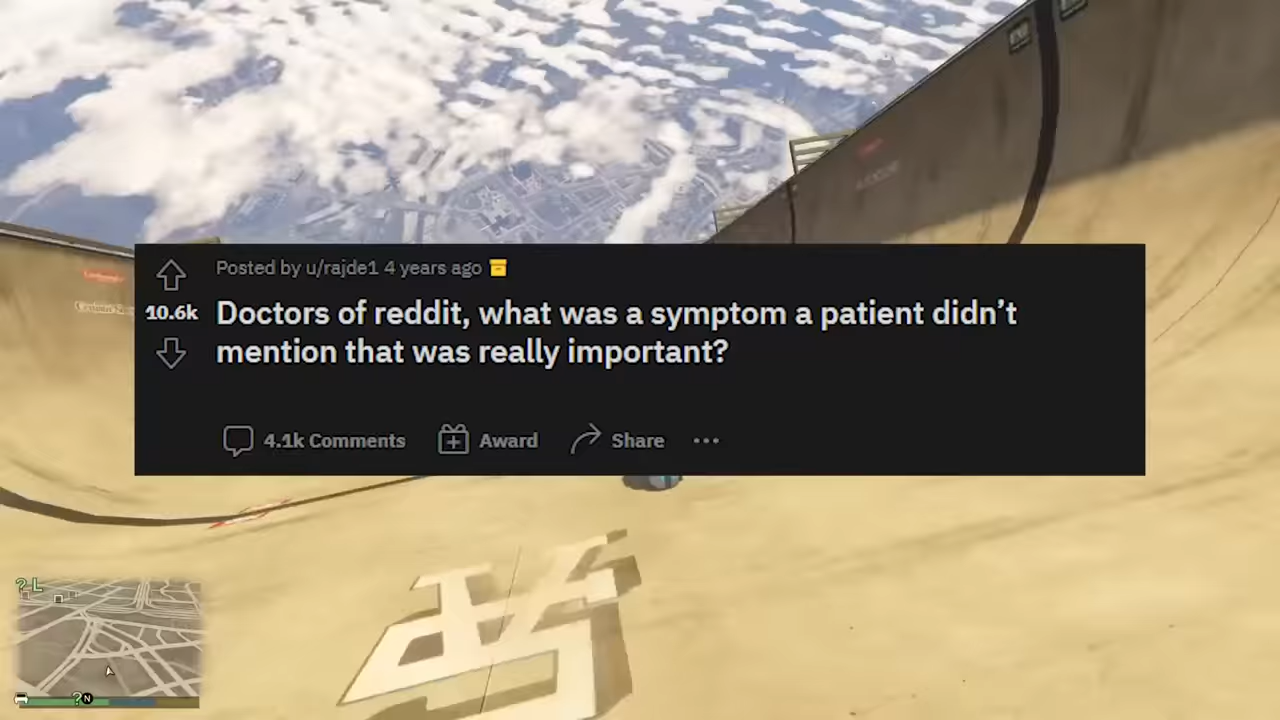 Posted by u/rajde1 4 years ago
10.6k
Doctors of reddit, what was a symptom a patient didn’t
mention that was really important?
4.1k Comments
Award
Share
? L
? N